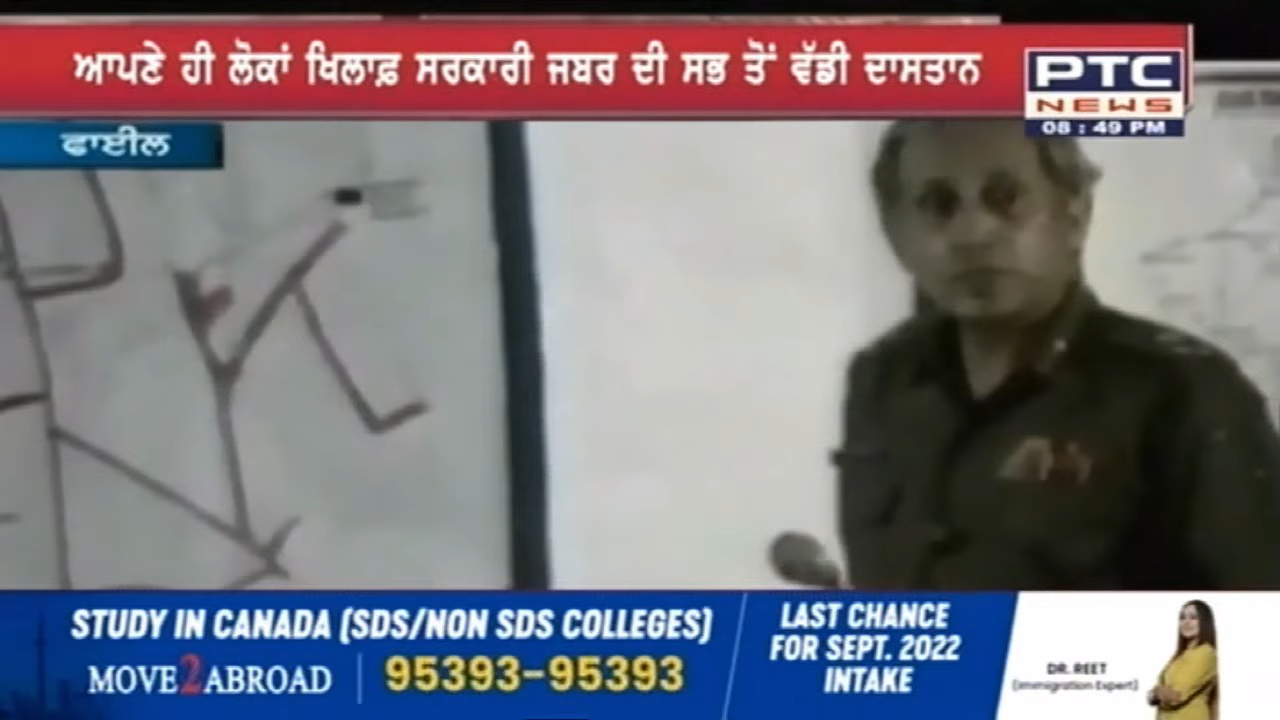 ਆਪਣੇ ਹੀ ਲੋਕਾਂ ਖਿਲਾਫ਼ ਸਰਕਾਰੀ ਜਬਰ ਦੀ ਸਭ ਤੋਂ ਵੱਡੀ ਦਾਸਤਾਨ
PTC
NEWS
08 : 49 PM
ਫਾਈਲ
STUDY IN CANADA (SDS/NON SDS COLLEGES)
MOVE2ABROAD
95393-95393
LAST CHANCE
FOR SEPT. 2022
INTAKE
DR. REET
(Immigration Expert)